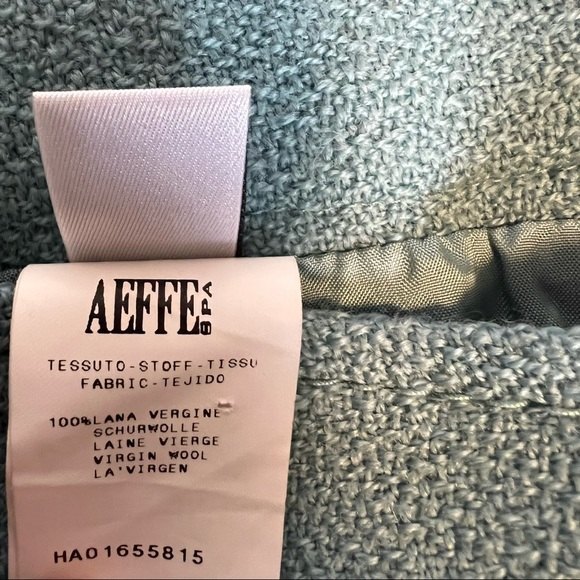 AEFFE SPA
TESSUTO-STOFF-TISSU
FABRIC-TEJIDO
100%LANA VERGINE
SCHURWOLLE
LAINE VIERGE
VIRGIN WOOL
LA'VIRGEN
HA01655815